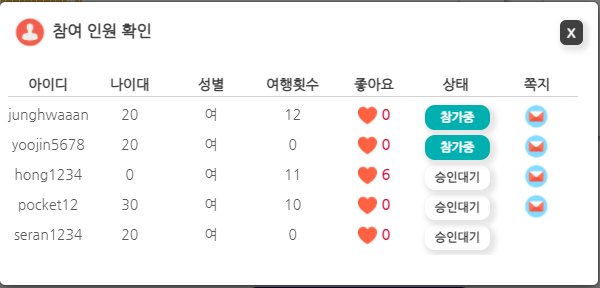 참여 인원 확인
X
아이디 나이대 성별 여행횟수 좋아요 상태 쪽지
junghwaaan 20 여 12 0 참가중
yoojin5678 20 여 0 0 참가중
hong1234 0 여 11 6 승인대기
pocket12 30 여 10 0 승인대기
seran1234 20 여 0 0 승인대기